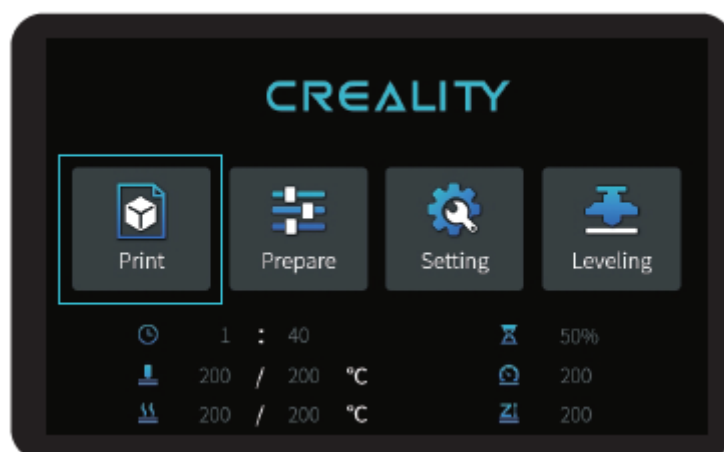 CREALITY
Print Prepare Setting Leveling
1 : 40 50%
200 / 200 °C 200
200 / 200 °C Z 200